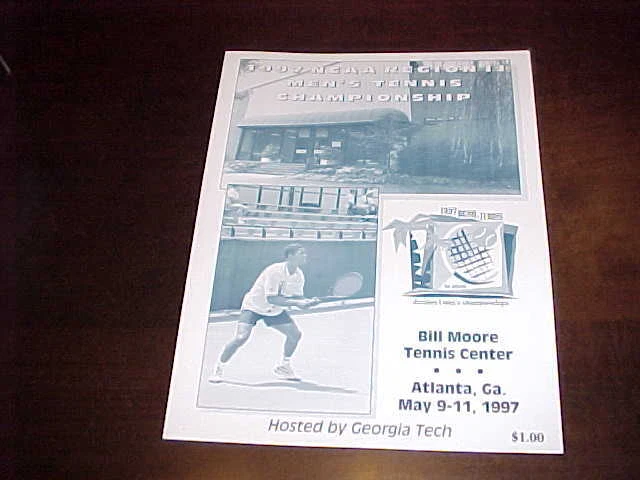 1997 NCAA REGION II
MEN'S TENNIS
CHAMPIONSHIP
Bill Moore
Tennis Center
• • •
Atlanta, Ga.
May 9-11, 1997
Hosted by Georgia Tech
$1.00